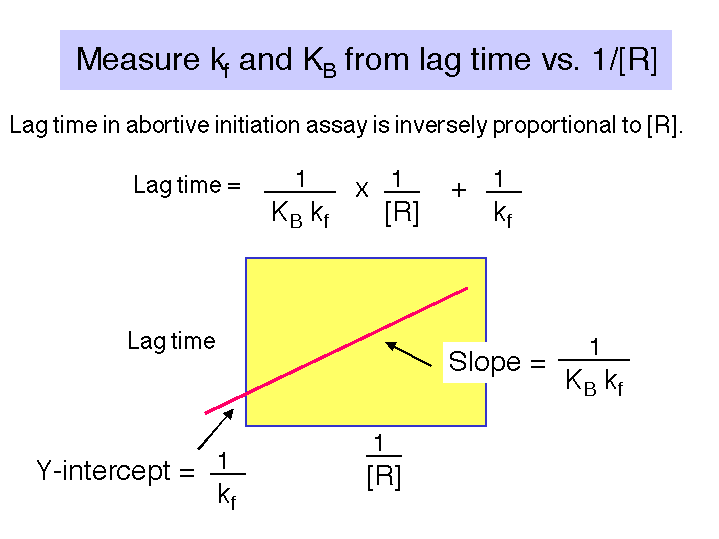 Measure kf and KB from lag time vs. 1/[R]
Lag time in abortive initiation assay is inversely proportional to [R].
Lag time = 1 / KB kf x 1 / [R] + 1 / kf
Lag time
Slope = 1 / KB kf
Y-intercept = 1 / kf
1 / [R]